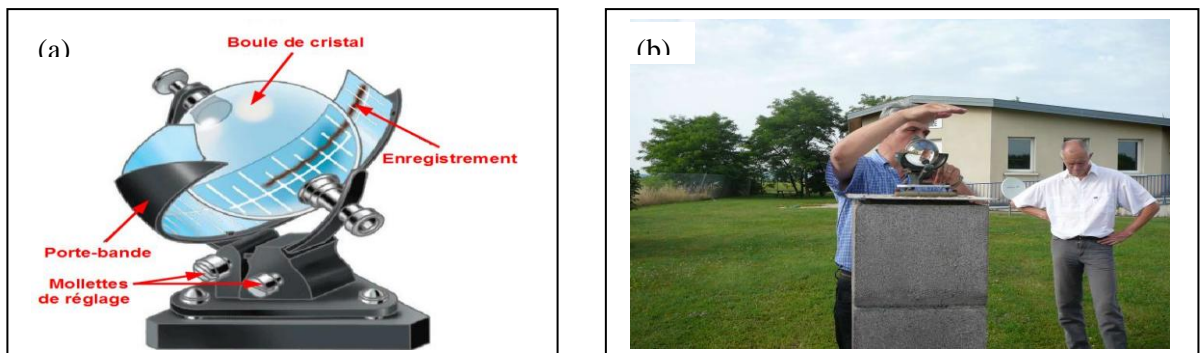 (a)
Boule de cristal
Enregistrement
Porte-bande
Mollettes
de réglage
(b)